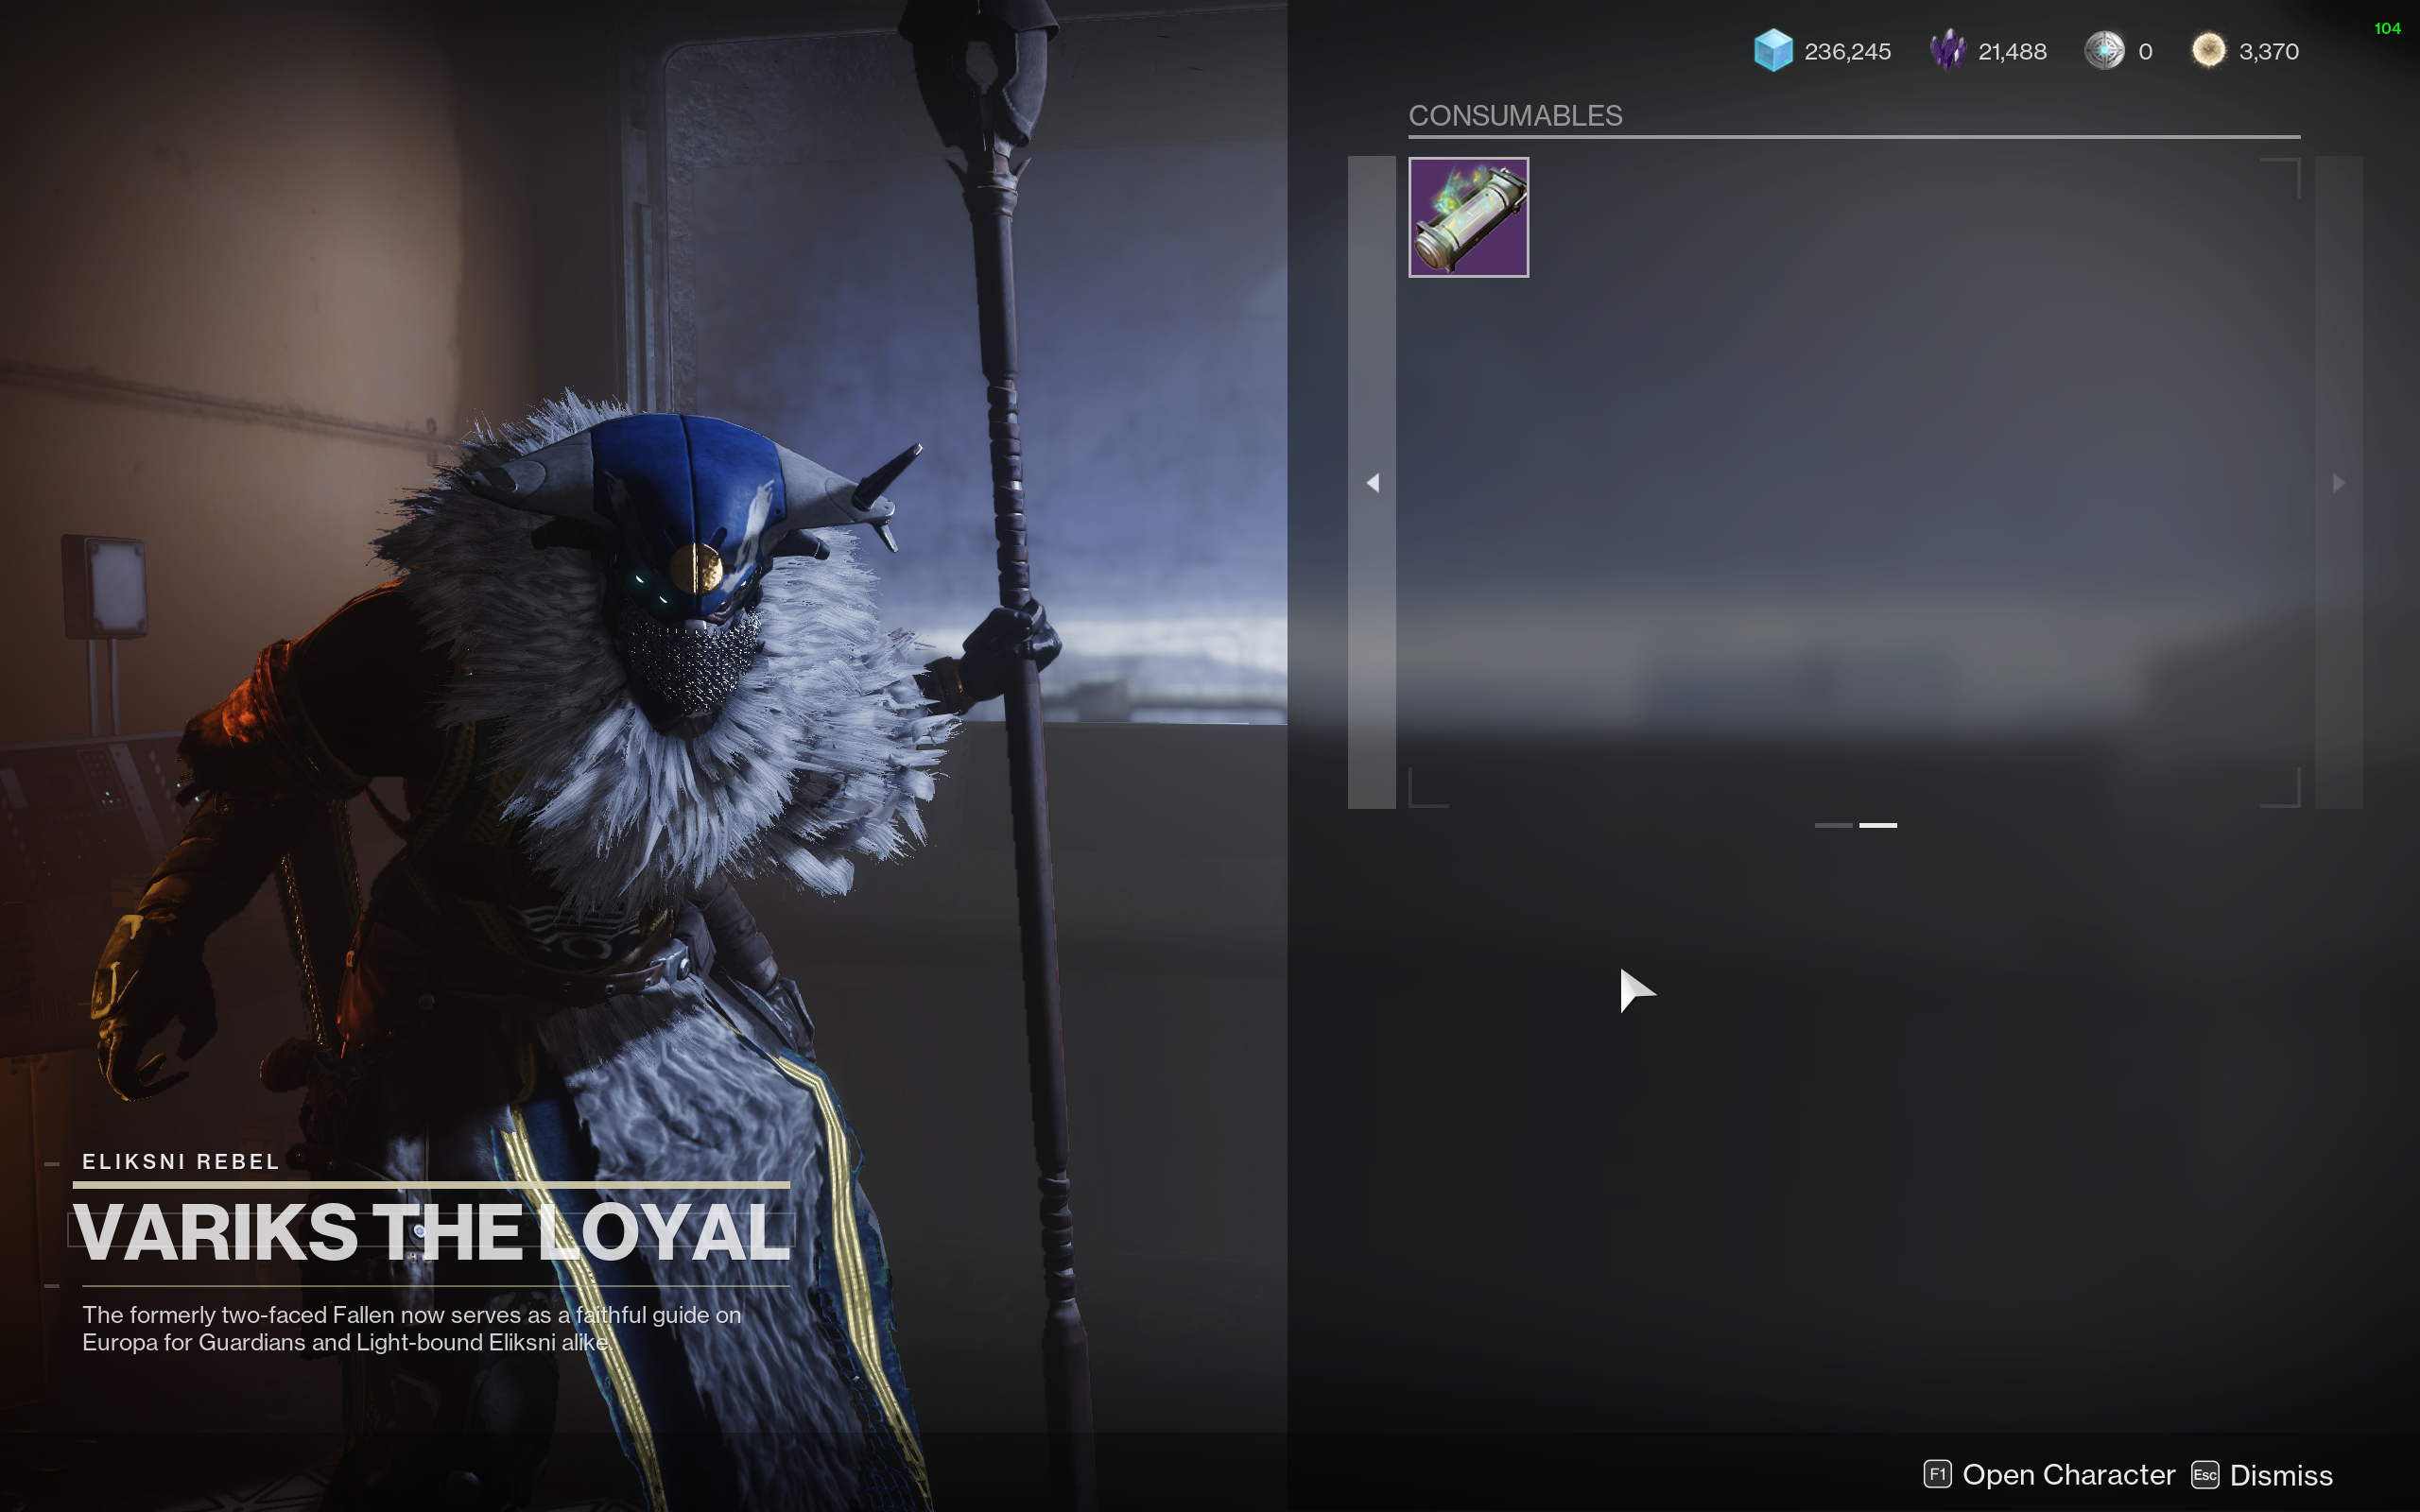 104
236,245 21,488 0 3,370
CONSUMABLES
ELIKSNI REBEL
VARIKS THE LOYAL
The formerly two-faced Fallen now serves as a faithful guide on
Europa for Guardians and Light-bound Eliksni alike.
F1 Open Character Esc Dismiss